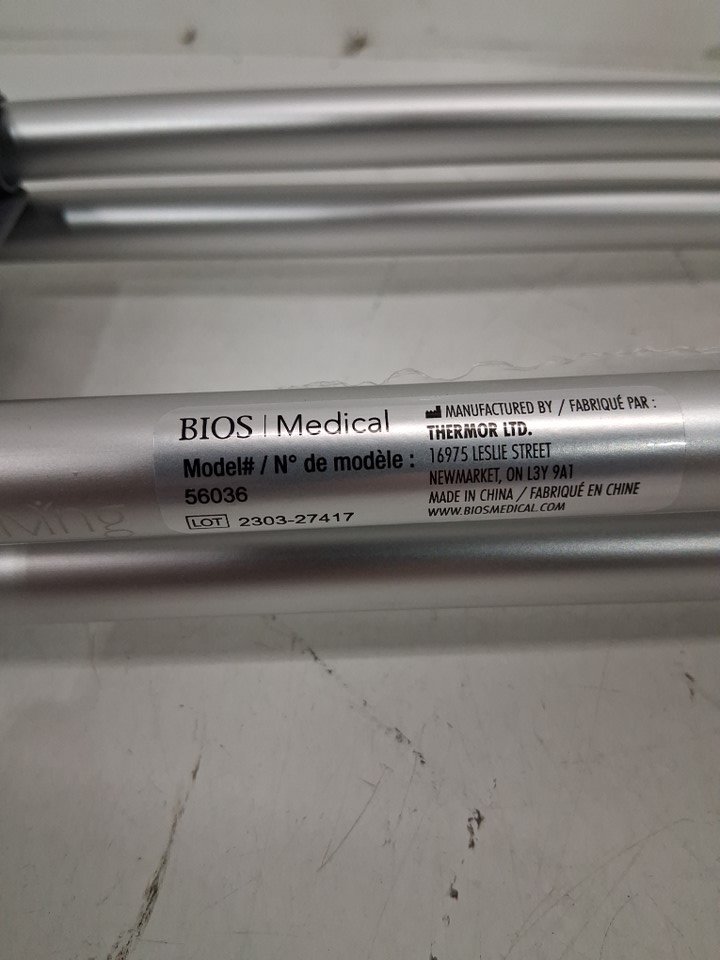 BIOS | Medical
Model# / N° de modèle :
56036
LOT 2303-27417
MANUFACTURED BY / FABRIQUÉ PAR :
THERMOR LTD.
16975 LESLIE STREET
NEWMARKET, ON L3Y 9A1
MADE IN CHINA / FABRIQUÉ EN CHINE
WWW.BIOSMEDICAL.COM